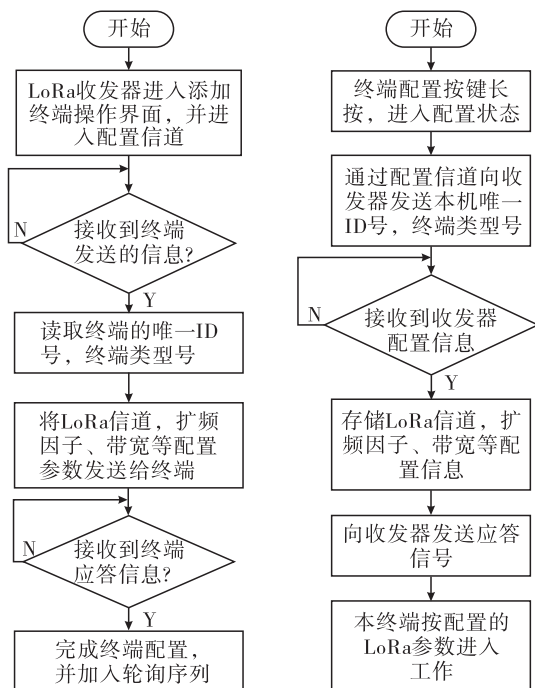 开始
LoRa收发器进入添加
终端操作界面，并进
入配置信道
N
接收到终端
发送的信息?
Y
读取终端的唯一ID
号，终端类型号
将LoRa信道，扩频
因子、带宽等配置
参数发送给终端
N
接收到终端
应答信息?
Y
完成终端配置，
并加入轮询序列
开始
终端配置按键长
按，进入配置状态
通过配置信道向收
发器发送本机唯一
ID号，终端类型号
N
接收到收发器
配置信息
Y
存储LoRa信道，扩
频因子、带宽等配
置信息
向收发器发送应答
信号
本终端按配置的
LoRa参数进入
工作